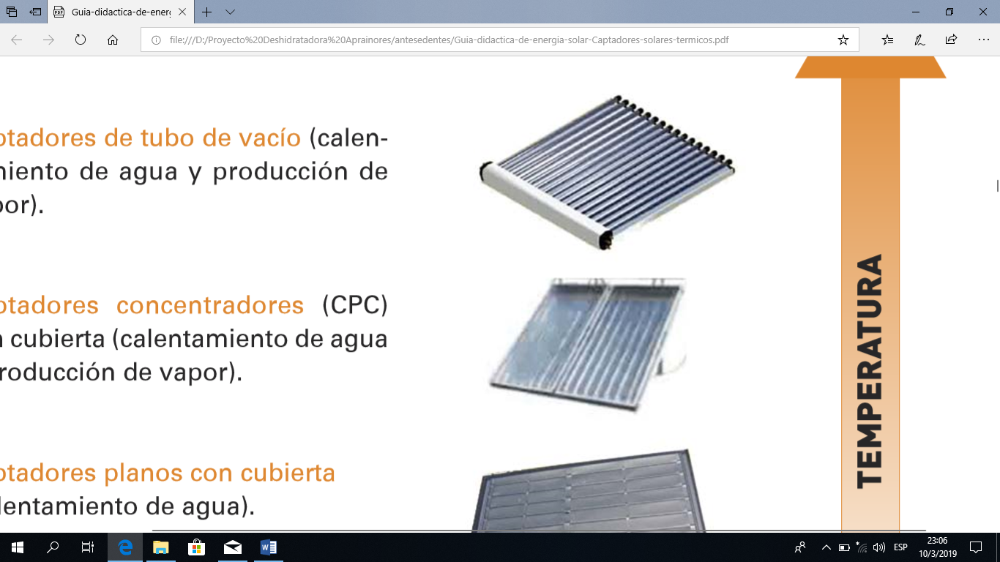 Guia-didactica-de-energ
file:///D:/Proyecto%20Deshidratadora%20Aprainores/antesedentes/Guia-didactica-de-energia-solar-Captadores-solares-termicos.pdf
ptadores de tubo de vacío (calen-
miento de agua y producción de
por).
ptadores concentradores (CPC)
n cubierta (calentamiento de agua
producción de vapor).
ptadores planos con cubierta
lentamiento de agua).
TEMPERATURA
ESP
23:06
10/3/2019